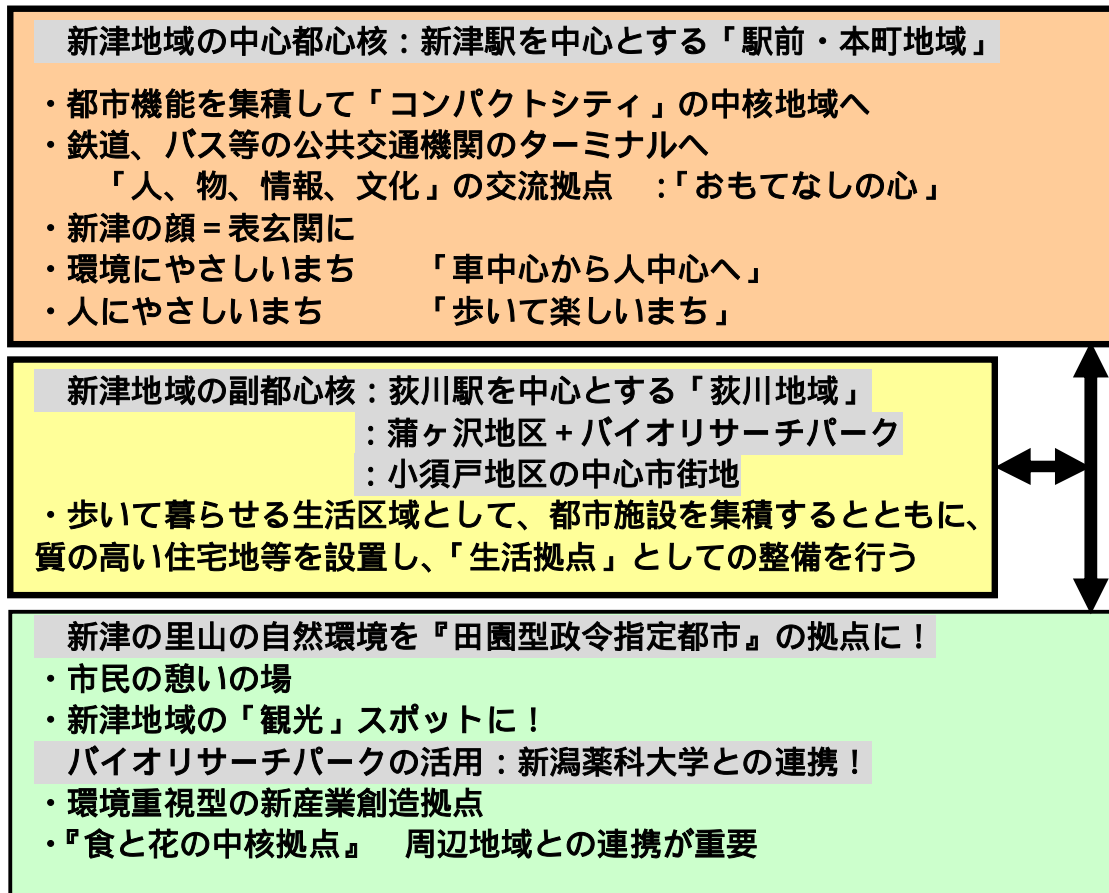 新津地域の中心都心核：新津駅を中心とする「駅前・本町地域」
・都市機能を集積して「コンパクトシティ」の中核地域へ
・鉄道、バス等の公共交通機関のターミナルへ
「人、物、情報、文化」の交流拠点　：「おもてなしの心」
・新津の顔＝表玄関に
・環境にやさしいまち　　「車中心から人中心へ」
・人にやさしいまち　　　「歩いて楽しいまち」
新津地域の副都心核：荻川駅を中心とする「荻川地域」
：蒲ヶ沢地区＋バイオリサーチパーク
：小須戸地区の中心市街地
・歩いて暮らせる生活区域として、都市施設を集積するとともに、
質の高い住宅地等を設置し、「生活拠点」としての整備を行う
新津の里山の自然環境を『田園型政令指定都市』の拠点に！
・市民の憩いの場
・新津地域の「観光」スポットに！
バイオリサーチパークの活用：新潟薬科大学との連携！
・環境重視型の新産業創造拠点
・『食と花の中核拠点』　周辺地域との連携が重要